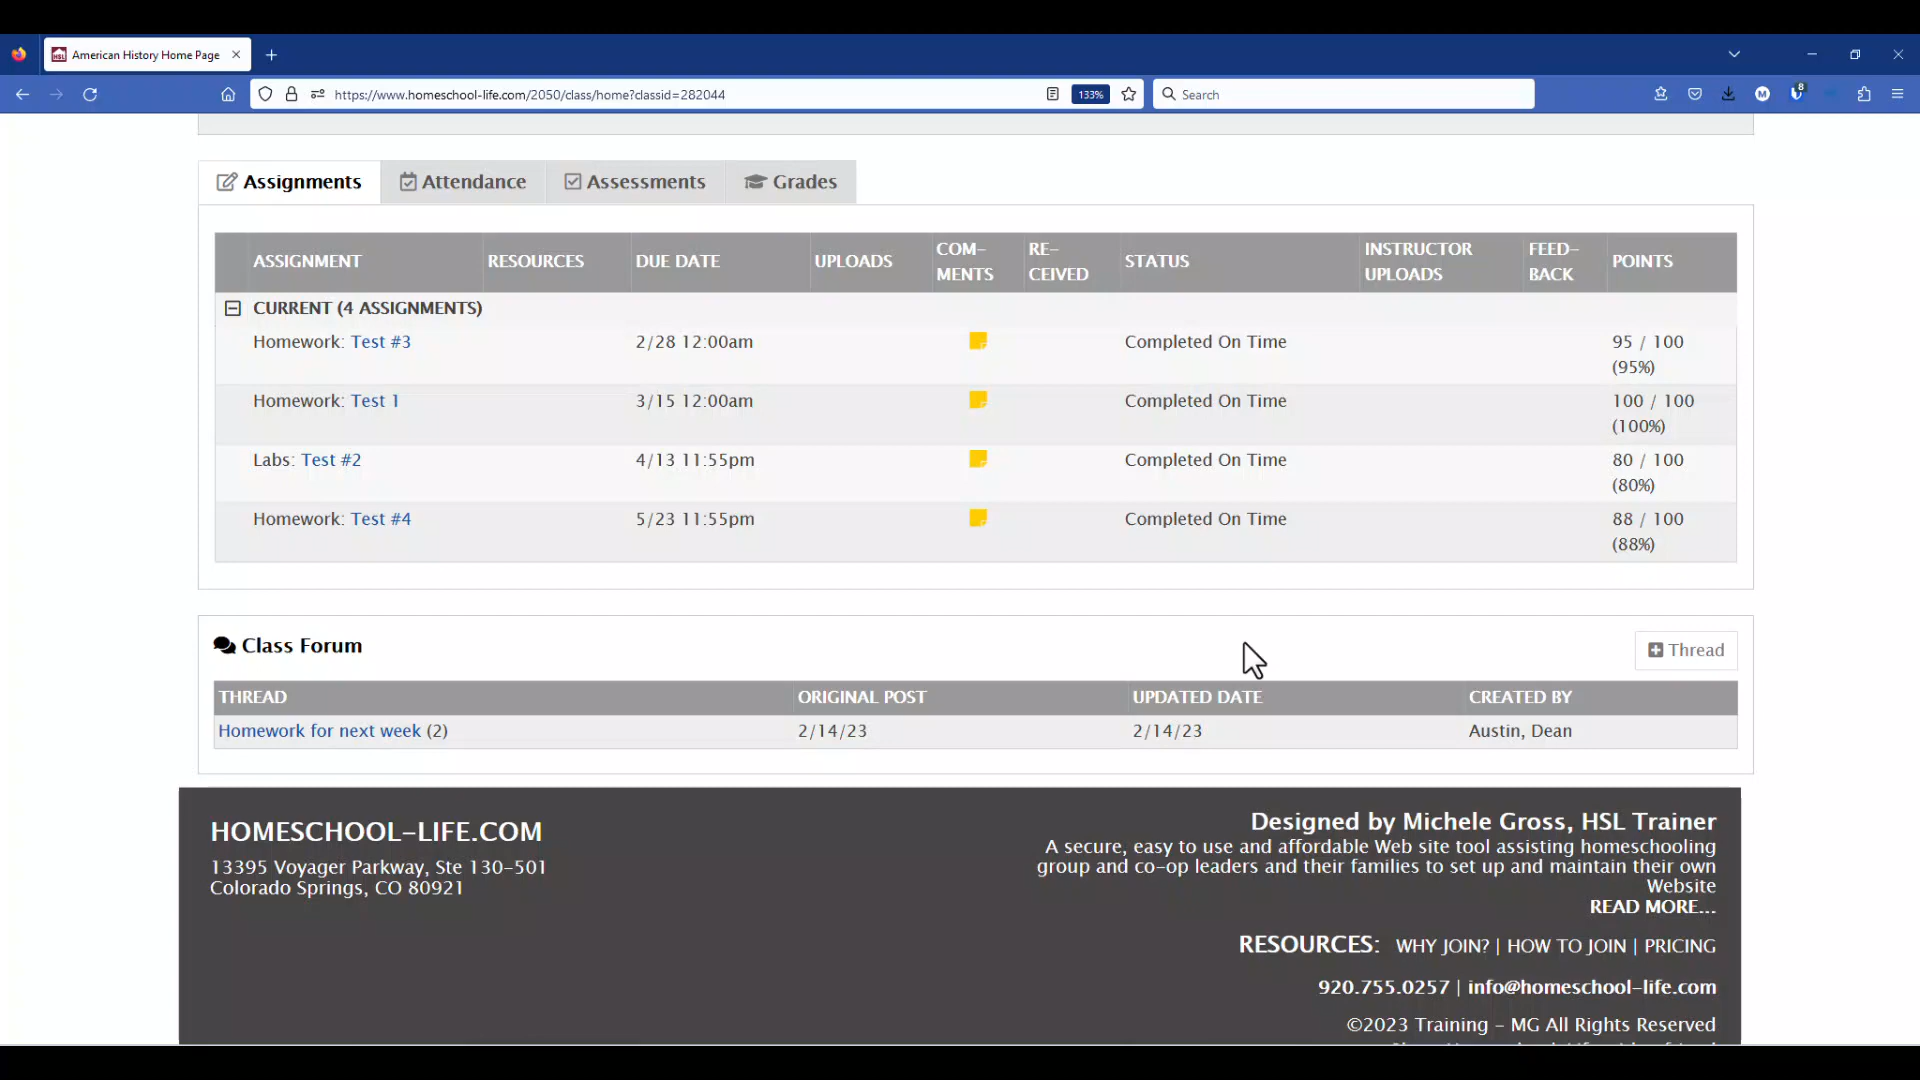 American History Home Page
https://www.homeschool-life.com/2050/class/home?classid=282044
133%
Search
M
8
Assignments
Attendance
Assessments
Grades
ASSIGNMENT RESOURCES DUE DATE UPLOADS COM-MENTS RE-CEIVED STATUS INSTRUCTOR UPLOADS FEED-BACK POINTS
CURRENT (4 ASSIGNMENTS)
Homework: Test #3 2/28 12:00am Completed On Time 95 / 100
(95%)
Homework: Test 1 3/15 12:00am Completed On Time 100 / 100
(100%)
Labs: Test #2 4/13 11:55pm Completed On Time 80 / 100
(80%)
Homework: Test #4 5/23 11:55pm Completed On Time 88 / 100
(88%)
Class Forum
Thread
THREAD ORIGINAL POST UPDATED DATE CREATED BY
Homework for next week (2) 2/14/23 2/14/23 Austin, Dean
HOMESCHOOL-LIFE.COM
13395 Voyager Parkway, Ste 130-501
Colorado Springs, CO 80921
Designed by Michele Gross, HSL Trainer
A secure, easy to use and affordable Web site tool assisting homeschooling
group and co-op leaders and their families to set up and maintain their own
Website
READ MORE...
RESOURCES: WHY JOIN? | HOW TO JOIN | PRICING
920.755.0257 | info@homeschool-life.com
©2023 Training - MG All Rights Reserved